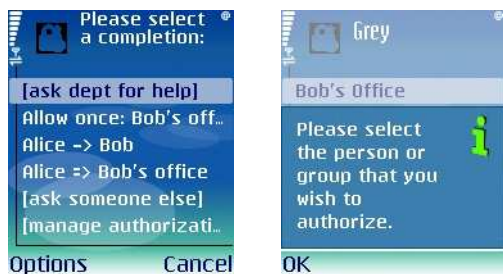 Please select
a completion:
[ask dept for help]
Allow once: Bob's off...
Alice -> Bob
Alice => Bob's office
[ask someone else]
[manage authorizati...
Options Cancel
Grey
Bob's Office
Please select
the person or
group that you
wish to
authorize.
OK